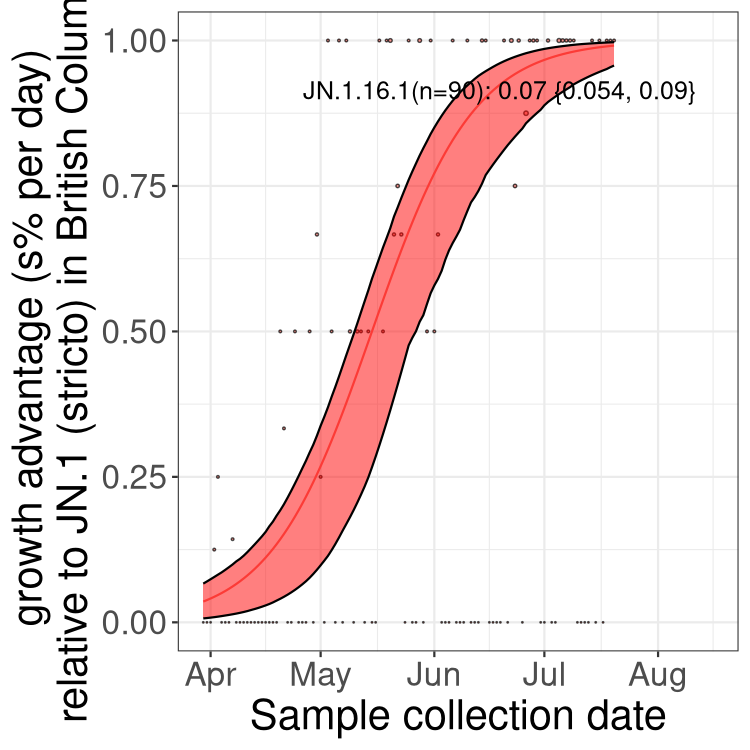 growth advantage (s% per day)
relative to JN.1 (stricto) in British Colum
1.00
0.75
0.50
0.25
0.00
JN.1.16.1(n=90): 0.07 {0.054, 0.09}
Apr May Jun Jul Aug
Sample collection date